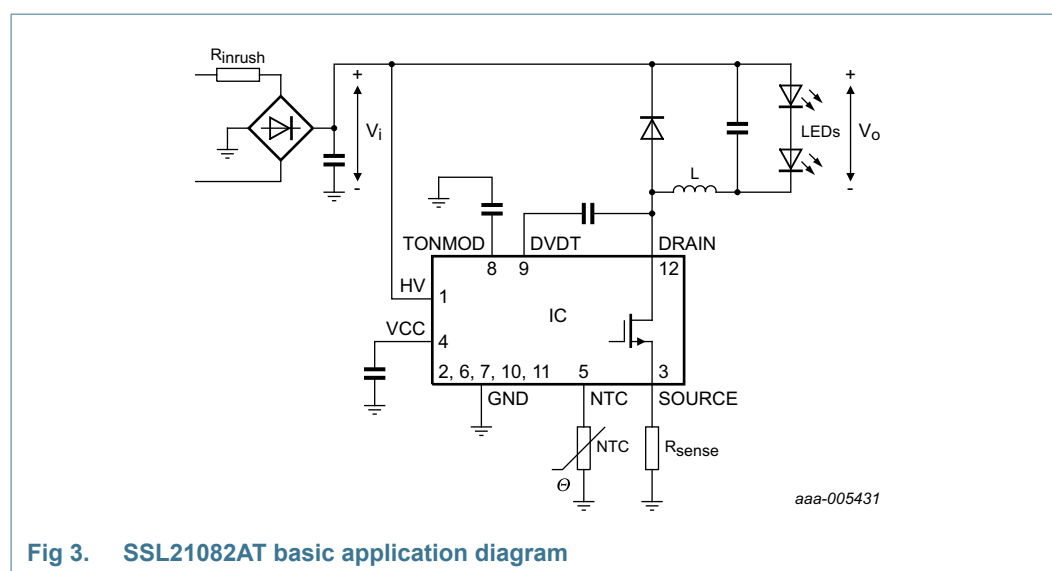 Rinrush
+
Vi
-
+
LEDs
Vo
-
L
TONMOD
DVDT
DRAIN
8
9
12
HV
1
IC
VCC
4
2, 6, 7, 10, 11
5
3
GND
NTC
SOURCE
NTC
Rsense
Θ
aaa-005431
Fig 3. SSL21082AT basic application diagram